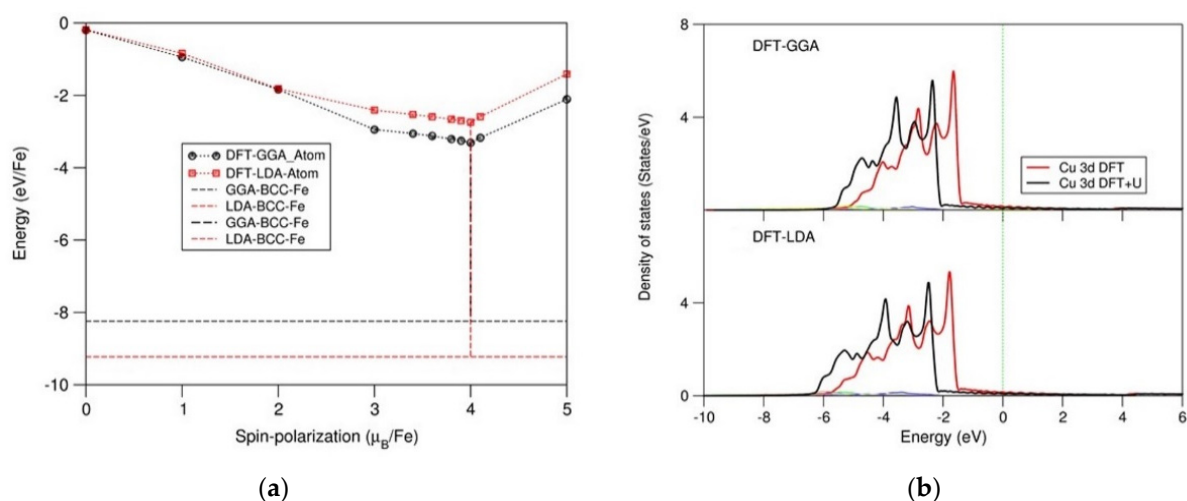 0
-2
-4
-6
-8
-10
0
1
2
3
4
5
Energy (eV/Fe)
Spin-polarization (μB/Fe)
DFT-GGA_Atom
DFT-LDA-Atom
GGA-BCC-Fe
LDA-BCC-Fe
GGA-BCC-Fe
LDA-BCC-Fe
(a)
8
4
0
4
0
DFT-GGA
Cu 3d DFT
Cu 3d DFT+U
DFT-LDA
Density of states (States/eV)
-10
-8
-6
-4
-2
0
2
4
6
Energy (eV)
(b)